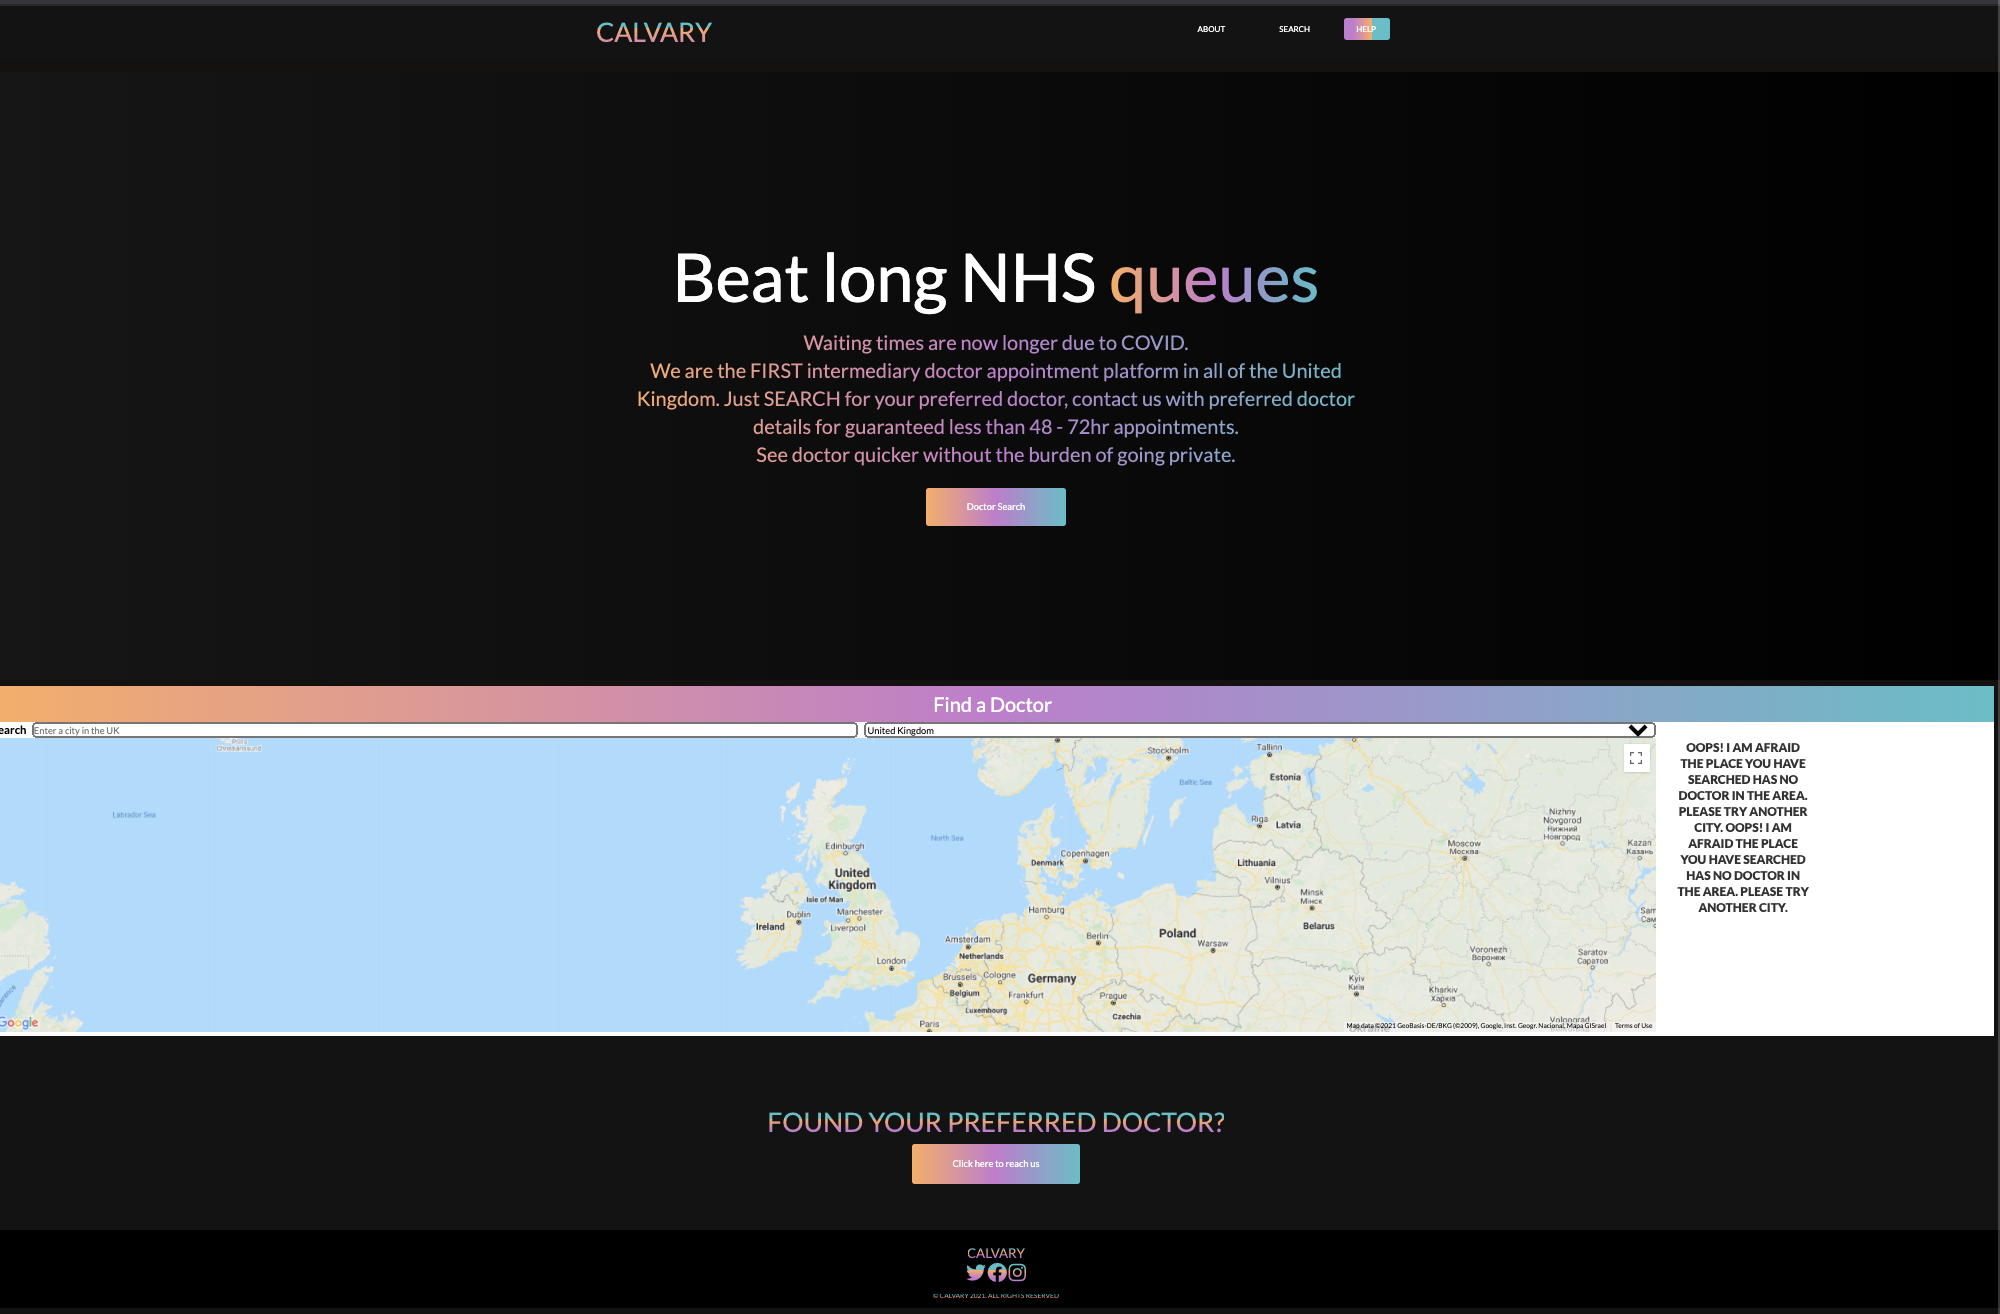 CALVARY
ABOUT
SEARCH
HELP
Beat long NHS queues
Waiting times are now longer due to COVID.
We are the FIRST intermediary doctor appointment platform in all of the United
Kingdom. Just SEARCH for your preferred doctor, contact us with preferred doctor
details for guaranteed less than 48 - 72hr appointments.
See doctor quicker without the burden of going private.
Doctor Search
Find a Doctor
earch
Enter a city in the UK
United Kingdom
Labrador Sea
Stockholm
Tallinn
Baltic Sea
Estonia
Riga
Latvia
Nizhny
Novgorod
Нижний
Новгород
North Sea
Edinburgh
Denmark
Copenhagen
Lithuania
Moscow
Москва
Kazan
Казань
United
Kingdom
Vilnius
Minsk
Мінск
Isle of Man
Dublin
Manchester
Ireland
Liverpool
Hamburg
Berlin
Poland
Warsaw
Belarus
Sam
Сам
Amsterdam
Netherlands
London
Brussels
Cologne
Germany
Voronezh
Воронеж
Saratov
Саратов
Belgium
Frankfurt
Prague
Kyiv
Київ
Kharkiv
Харків
Luxembourg
Czechia
Paris
Volgograd
Google
Map data ©2021 GeoBasis-DE/BKG (©2009), Google, Inst. Geogr. Nacional, Mapa GISrael
Terms of Use
OOPS! I AM AFRAID
THE PLACE YOU HAVE
SEARCHED HAS NO
DOCTOR IN THE AREA.
PLEASE TRY ANOTHER
CITY. OOPS! I AM
AFRAID THE PLACE
YOU HAVE SEARCHED
HAS NO DOCTOR IN
THE AREA. PLEASE TRY
ANOTHER CITY.
FOUND YOUR PREFERRED DOCTOR?
Click here to reach us
CALVARY
© CALVARY 2021. ALL RIGHTS RESERVED